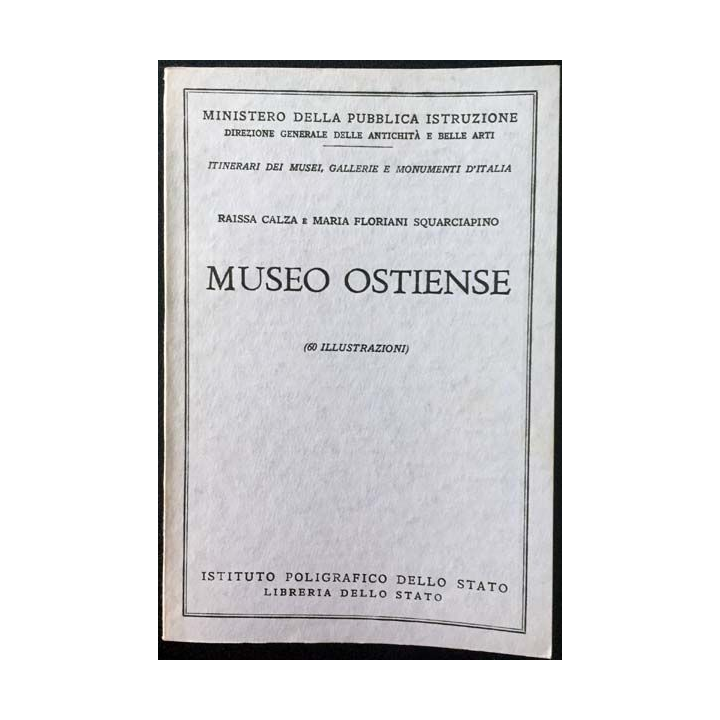 MINISTERO DELLA PUBBLICA ISTRUZIONE
DIREZIONE GENERALE DELLE ANTICHITÀ E BELLE ARTI
ITINERARI DEI MUSEI, GALLERIE E MONUMENTI D'ITALIA
RAISSA CALZA E MARIA FLORIANI SQUARCIAPINO
MUSEO OSTIENSE
(60 ILLUSTRAZIONI)
ISTITUTO POLIGRAFICO DELLO STATO
LIBRERIA DELLO STATO